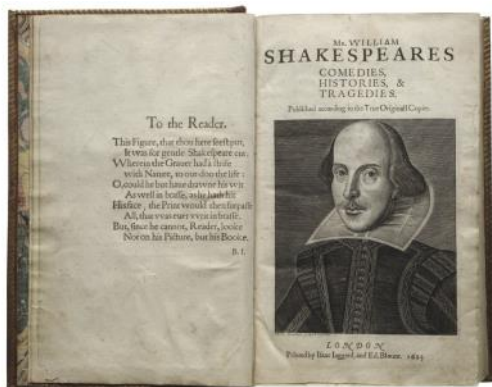 To the Reader.
This Figure, that thou here seest put,
It was for gentle Shakespeare cut;
Wherein the Grauer had a strife
with Nature, to out-doo the life:
O, could he but haue drawne his wit
As well in brasse, as he hath hit
His face, the Print would then surpasse
All, that vvas euer vvrit in brasse.
But, since he cannot, Reader, looke
Not on his Picture, but his Booke.
B. I.
Mr. WILLIAM
SHAKESPEARES
COMEDIES,
HISTORIES, &
TRAGEDIES.
Published according to the True Originall Copies.
LONDON
Printed by Isaac Iaggard, and Ed. Blount. 1623